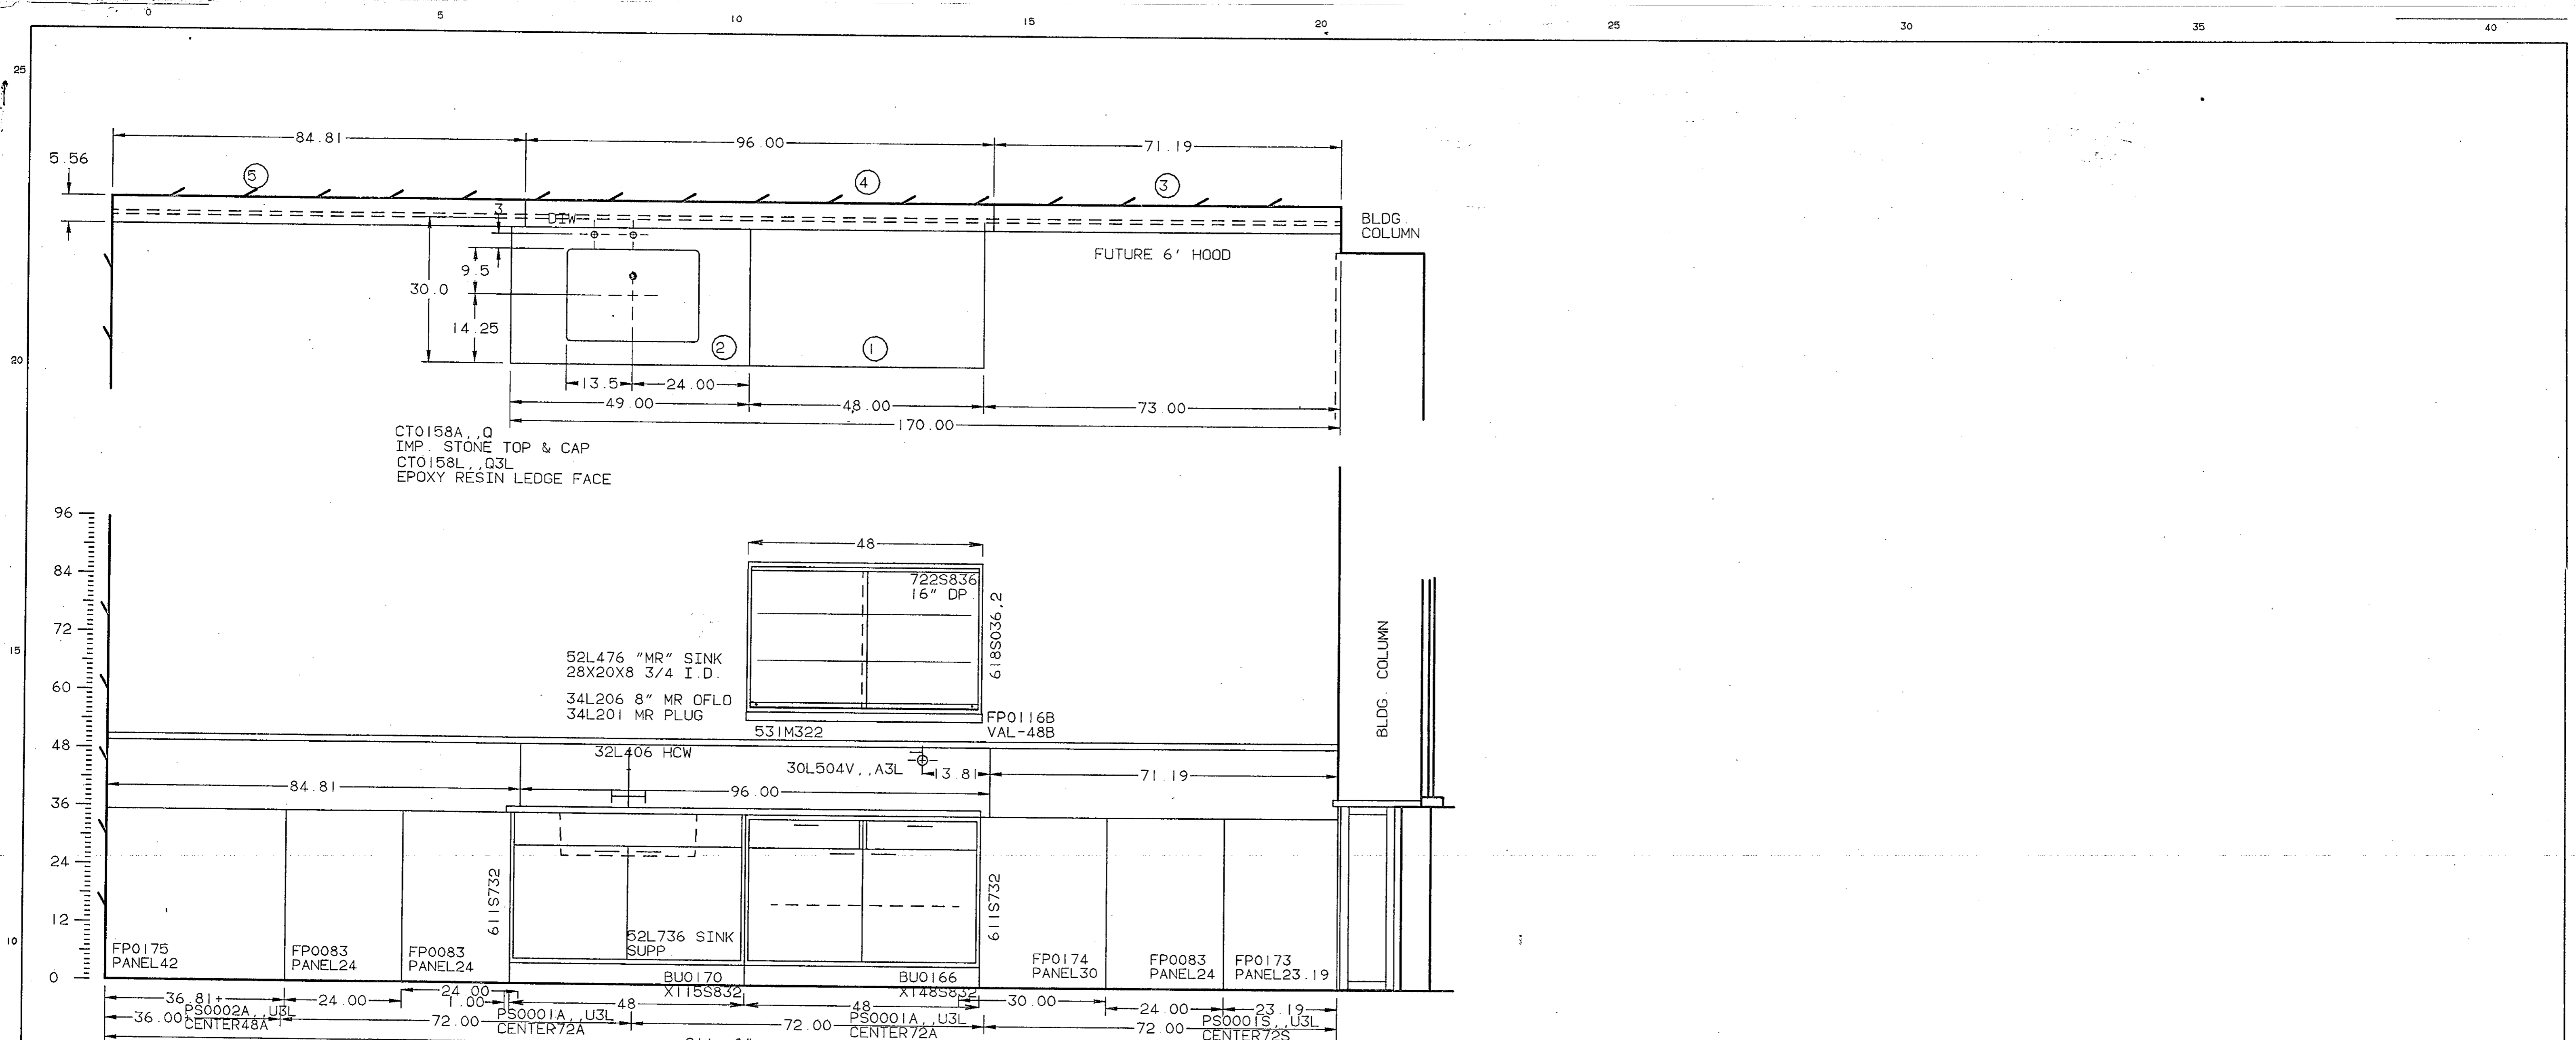 0 5 10 15 20 25 30 35 40
25
84.81 96.00 71.19
5.56
5 4 3
3 DIW
BLDG.
COLUMN
FUTURE 6' HOOD
9.5
30.0
14.25
2 1
20
13.5 24.00
49.00 48.00 73.00
170.00
CT0158A,,Q
IMP. STONE TOP & CAP
CT0158L,,Q3L
EPOXY RESIN LEDGE FACE
96
48
84
722S836
16" DP.
618S036,2
72
BLDG. COLUMN
15
52L476 "MR" SINK
28X20X8 3/4 I.D.
60
34L206 8" MR OFLO
34L201 MR PLUG
FP0116B
VAL-48B
531M322
48
32L406 HCW
30L504V,,A3L
13.81
71.19
84.81
96.00
36
24
611S732
611S732
12
10
52L736 SINK
SUPP.
FP0175
PANEL42
FP0083
PANEL24
FP0083
PANEL24
FP0174
PANEL30
FP0083
PANEL24
FP0173
PANEL23.19
0
BU0170
XT15S832
BU0166
XT48S832
36.81+ 24.00 24.00 1.00 48 48 30.00 24.00 23.19
36.00 PS0002A,,U3L
CENTER48A
72.00 PS0001A,,U3L
CENTER72A
72.00 PS0001A,,U3L
CENTER72A
72.00 PS0001S,,U3L
CENTER72S